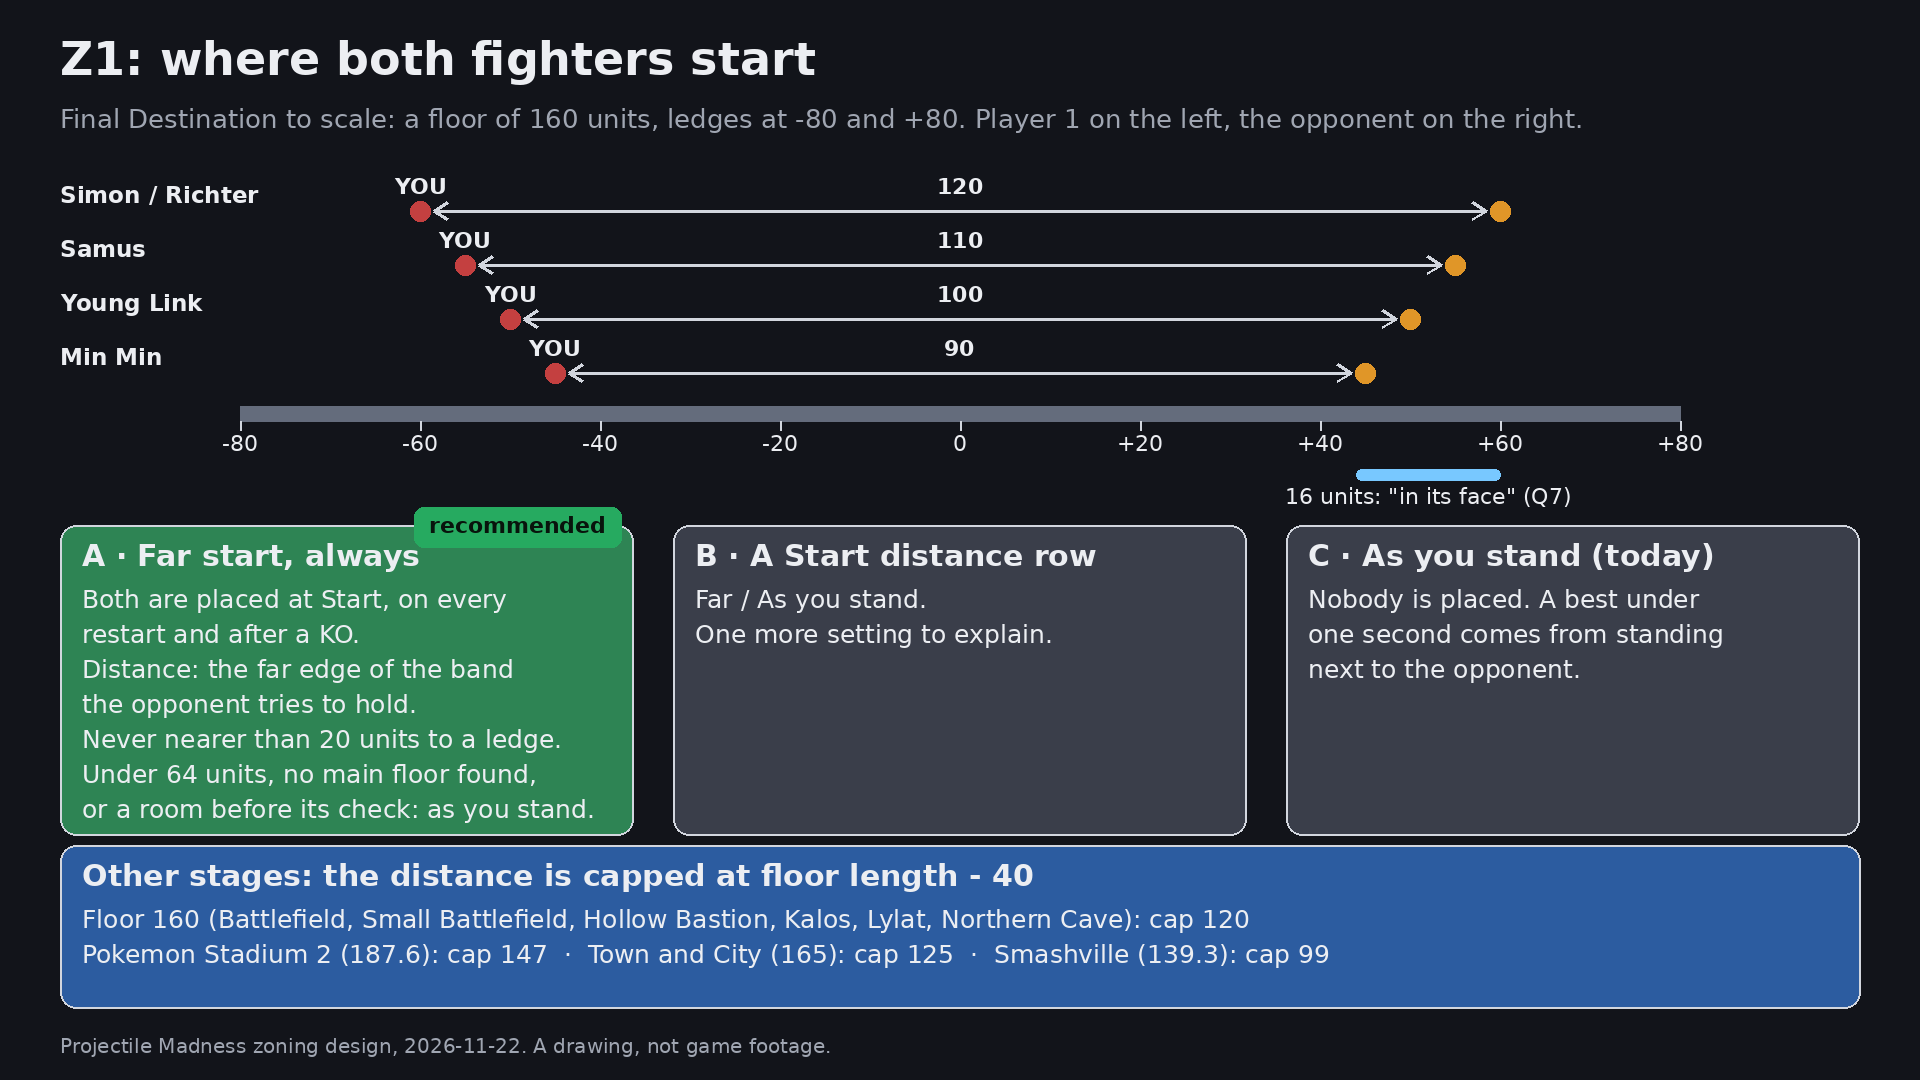 Z1: where both fighters start
Final Destination to scale: a floor of 160 units, ledges at -80 and +80. Player 1 on the left, the opponent on the right.
Simon / Richter
YOU
120
Samus
YOU
110
Young Link
YOU
100
Min Min
YOU
90
-80
-60
-40
-20
0
+20
+40
+60
+80
16 units: "in its face" (Q7)
recommended
A · Far start, always
Both are placed at Start, on every
restart and after a KO.
Distance: the far edge of the band
the opponent tries to hold.
Never nearer than 20 units to a ledge.
Under 64 units, no main floor found,
or a room before its check: as you stand.
B · A Start distance row
Far / As you stand.
One more setting to explain.
C · As you stand (today)
Nobody is placed. A best under
one second comes from standing
next to the opponent.
Other stages: the distance is capped at floor length - 40
Floor 160 (Battlefield, Small Battlefield, Hollow Bastion, Kalos, Lylat, Northern Cave): cap 120
Pokemon Stadium 2 (187.6): cap 147 · Town and City (165): cap 125 · Smashville (139.3): cap 99
Projectile Madness zoning design, 2026-11-22. A drawing, not game footage.